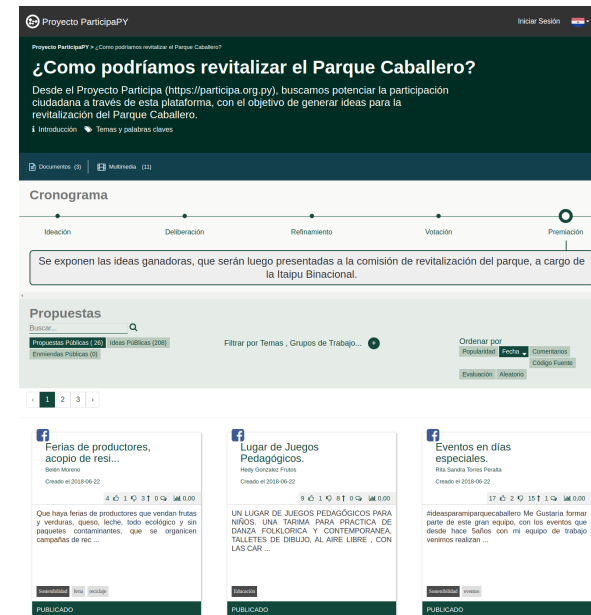 Proyecto ParticipaPY
Iniciar Sesión
Proyecto ParticipaPY > ¿Como podríamos revitalizar el Parque Caballero?
¿Como podríamos revitalizar el Parque Caballero?
Desde el Proyecto Participa (https://participa.org.py), buscamos potenciar la participación
ciudadana a través de esta plataforma, con el objetivo de generar ideas para la
revitalización del Parque Caballero.
Introducción Temas y palabras claves
Documentos (3) Multimedia (11)
Cronograma
Ideación Deliberación Refinamiento Votación Premiación
Se exponen las ideas ganadoras, que serán luego presentadas a la comisión de revitalización del parque, a cargo de
la Itaipu Binacional.
Propuestas
Buscar...
Propuestas Públicas ( 26) Ideas Públicas (208)
Enmiendas Públicas (0)
Filtrar por Temas , Grupos de Trabajo...
Ordenar por
Popularidad Fecha Comentarios
Código Fuente
Evaluación Aleatorio
‹ 1 2 3 ›
Ferias de productores,
acopio de resi...
Belén Moreno
Creado el 2018-06-22
4 1 3 0 0,00
Que haya ferias de productores que vendan frutas
y verduras, queso, leche, todo ecológico y sin
paquetes contaminantes, que se organicen
campañas de rec ...
Sostenibilidad feria reciclaje
PUBLICADO
Lugar de Juegos
Pedagógicos.
Hedy Gonzalez Frutos
Creado el 2018-06-22
9 1 8 0 0,00
UN LUGAR DE JUEGOS PEDAGÓGICOS PARA
NIÑOS. UNA TARIMA PARA PRACTICA DE
DANZA FOLKLORICA Y CONTEMPORANEA,
TALLETES DE DIBUJO, AL AIRE LIBRE , CON
LAS CAR ...
Educación
PUBLICADO
Eventos en días
especiales.
Rita Sandra Torres Peralta
Creado el 2018-06-22
17 2 15 1 0,00
#ideasparamiparquecaballero Me Gustaría formar
parte de este gran equipo, con los eventos que
desde hace 5años con mi equipo de trabajo
venimos realizan ...
Sostenibilidad eventos
PUBLICADO